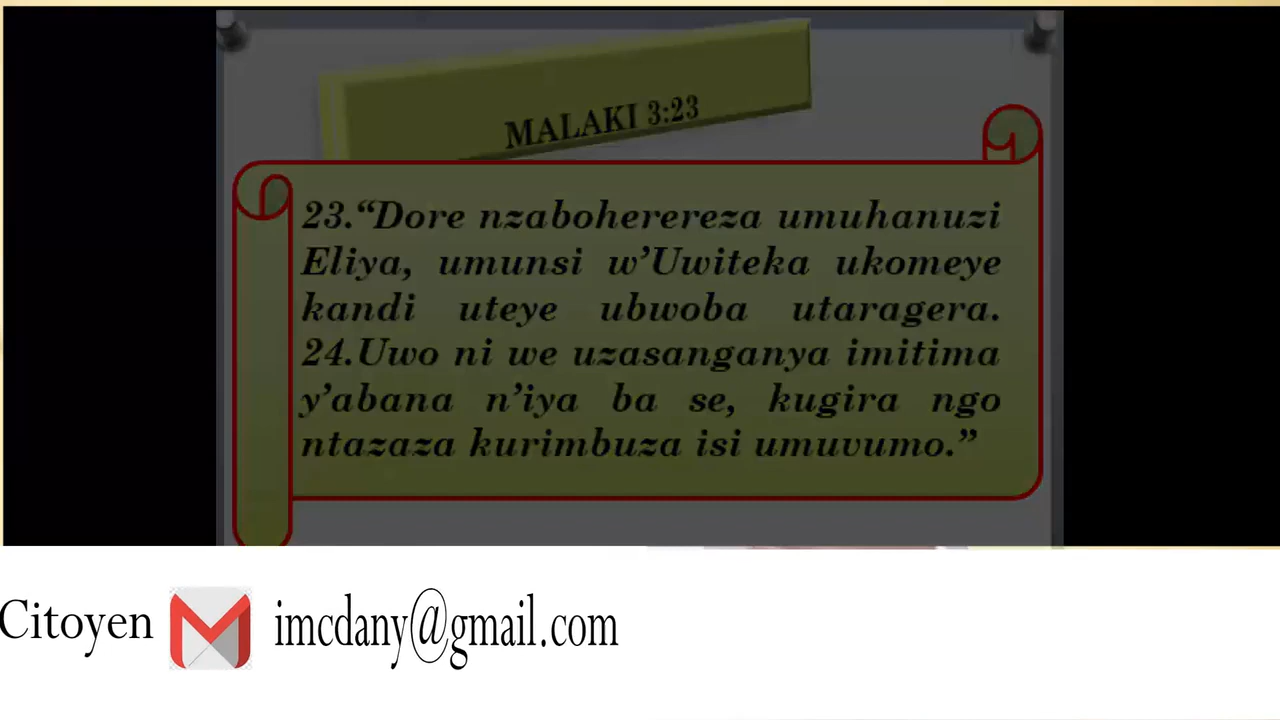 MALAKI 3:23
23.“Dore nzaboherereza umuhanuzi
Eliya, umunsi w’Uwiteka ukomeye
kandi uteye ubwoba utaragera.
24.Uwo ni we uzasanganya imitima
y’abana n’iya ba se, kugira ngo
ntazaza kurimbuza isi umuvumo.”
Citoyen imcdany@gmail.com